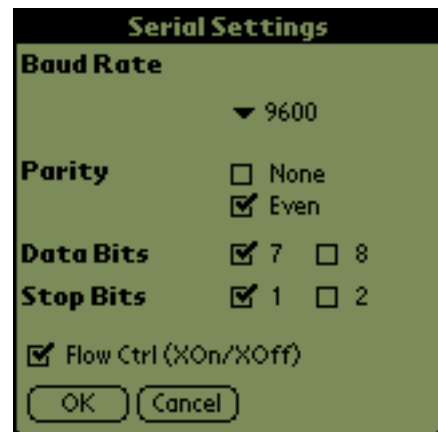 Serial Settings
Baud Rate
9600
Parity
None
Even
Data Bits 7 8
Stop Bits 1 2
Flow Ctrl (XOn/XOff)
OK Cancel